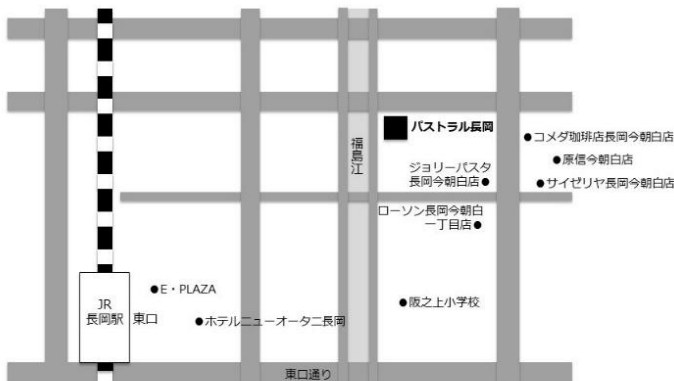 パストラル長岡
コメダ珈琲店長岡今朝白店
福島江
原信今朝白店
ジョリーパスタ
長岡今朝白店
サイゼリヤ長岡今朝白店
ローソン長岡今朝白
一丁目店
E・PLAZA
JR
長岡駅
東口
阪之上小学校
ホテルニューオータニ長岡
東口通り